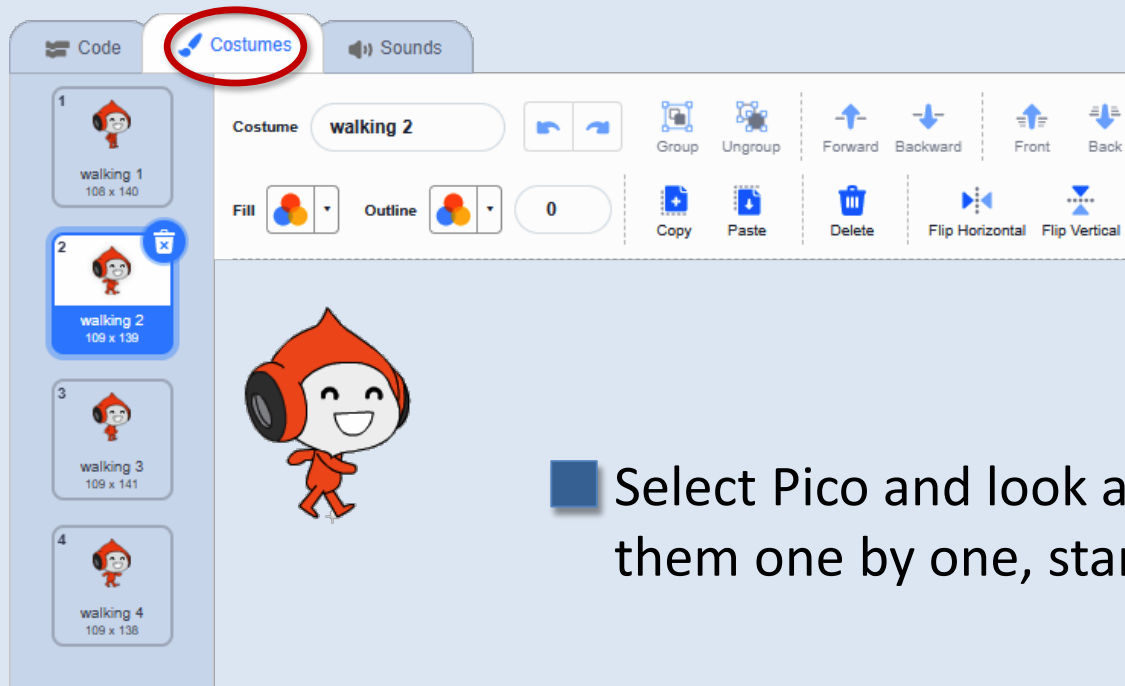 Code Costumes Sounds
1
walking 1
108 x 140
2
walking 2
109 x 139
3
walking 3
109 x 141
4
walking 4
109 x 138
Costume walking 2
Group Ungroup Forward Backward Front Back
Fill Outline 0
Copy Paste Delete Flip Horizontal Flip Vertical
Select Pico and look a
them one by one, star